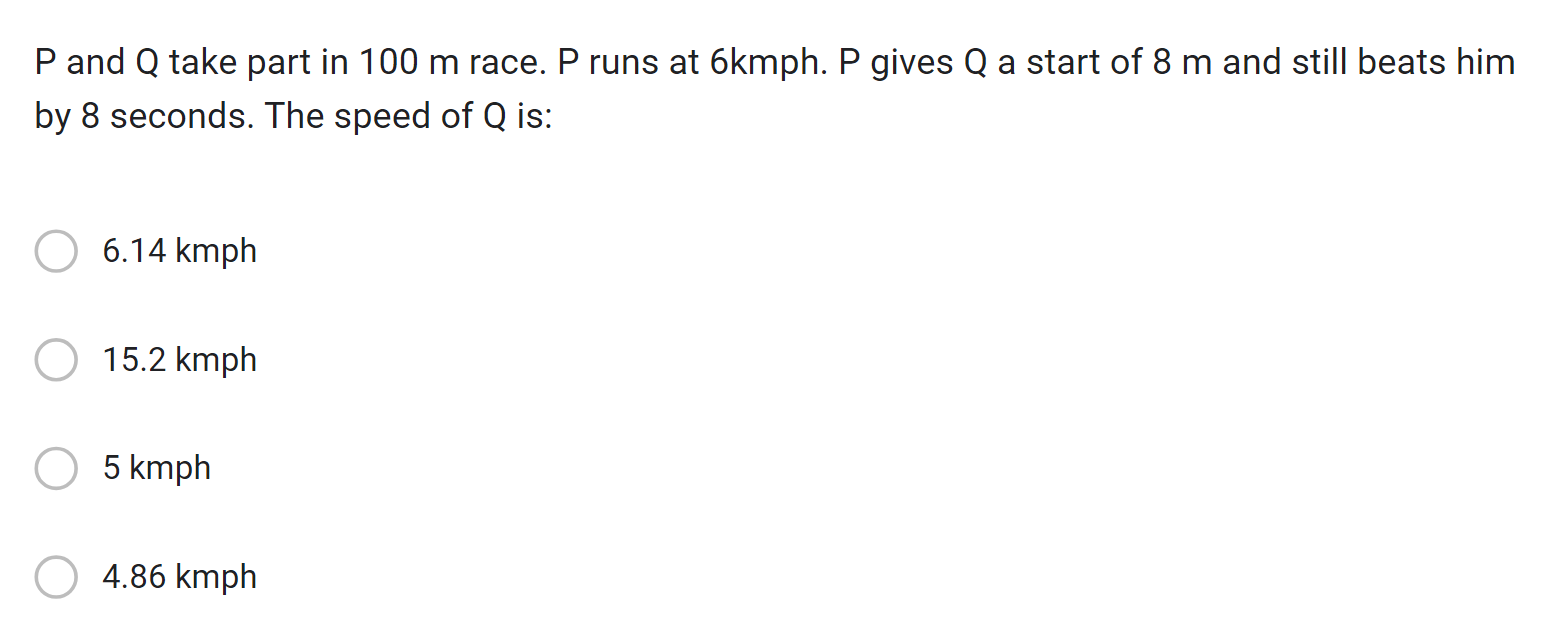 P and Q take part in 100 m race. P runs at 6kmph. P gives Q a start of 8 m and still beats him
by 8 seconds. The speed of Q is:
6.14 kmph
15.2 kmph
5 kmph
4.86 kmph